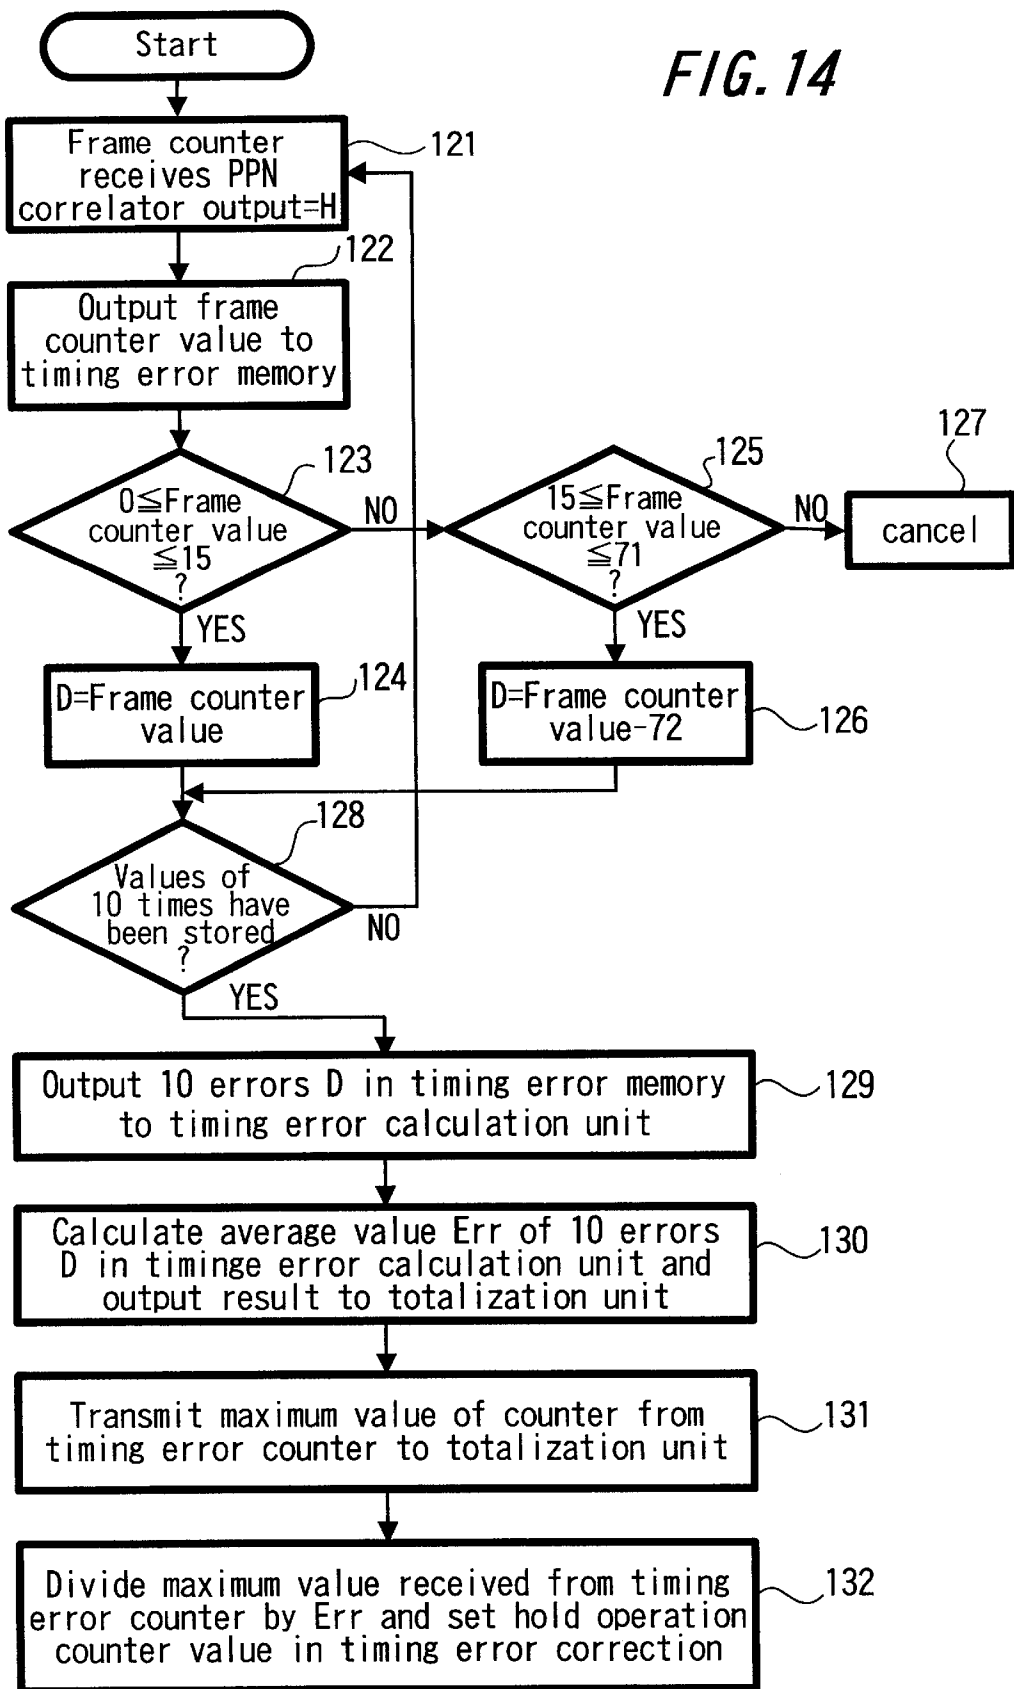 FIG. 14
Start
Frame counter
receives PPN
correlator output=H
121
Output frame
counter value to
timing error memory
122
0≦Frame
counter value
≦15
?
123
NO
YES
15≦Frame
counter value
≦71
?
125
NO
YES
cancel
127
D=Frame counter
value
124
D=Frame counter
value-72
126
Values of
10 times have
been stored
?
128
NO
YES
Output 10 errors D in timing error memory
to timing error calculation unit
129
Calculate average value Err of 10 errors
D in timinge error calculation unit and
output result to totalization unit
130
Transmit maximum value of counter from
timing error counter to totalization unit
131
Divide maximum value received from timing
error counter by Err and set hold operation
counter value in timing error correction
132